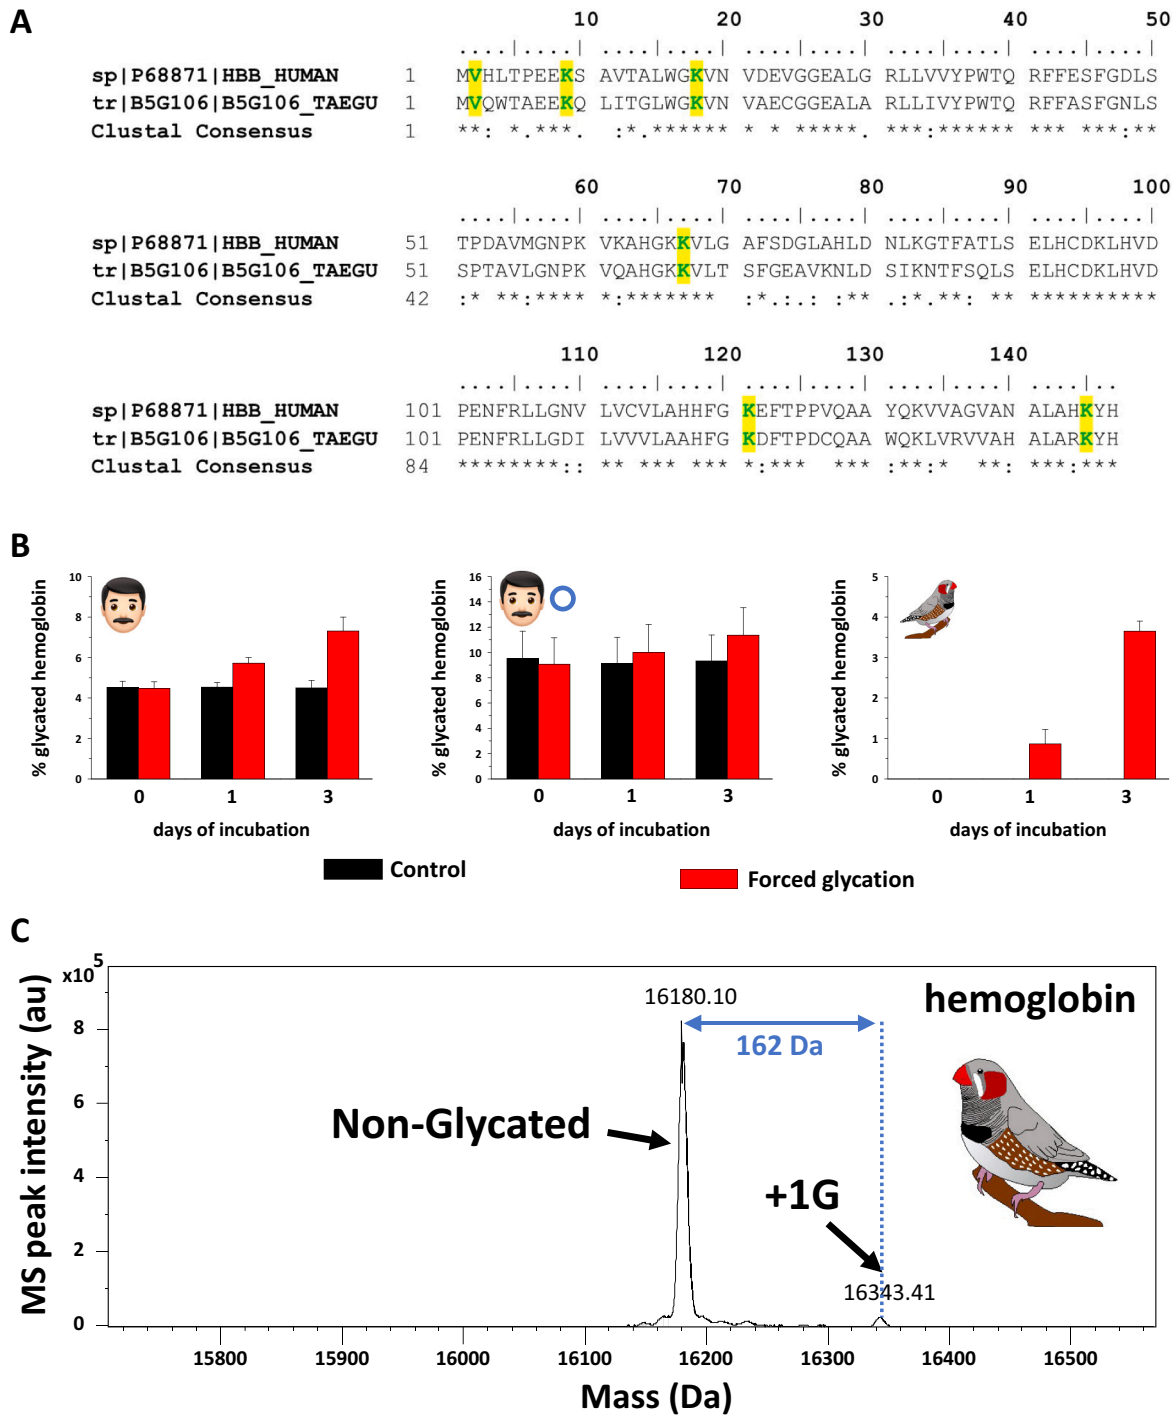 A
10 20 30 40 50
....|....| ....|....| ....|....| ....|....| ....|....|
sp|P68871|HBB_HUMAN 1 MVHLTPEEKS AVTALWGKVN VDEVGGEALG RLLVVYPWTQ RFFESFGDLS
tr|B5G106|B5G106_TAEGU 1 MVQWTAEEKQ LITGLWGKVN VAECGGEALA RLLIVYPWTQ RFFASFGNLS
Clustal Consensus 1 **: *.***. :*.******* * *****. ***:****** *** ***:**
60 70 80 90 100
....|....| ....|....| ....|....| ....|....| ....|....|
sp|P68871|HBB_HUMAN 51 TPDAVMGNPK VKAHGKKVLG AFSDGLAHLD NLKGTFATLS ELHCDKLHVD
tr|B5G106|B5G106_TAEGU 51 SPTAVLGNPK VQAHGKKVLT SFGEAVKNLD SIKNTFSQLS ELHCDKLHVD
Clustal Consensus 42 :* **:**** *:******* :*.:.: :** .:*.**: ** **********
110 120 130 140
....|....| ....|....| ....|....| ....|....| ....|..
sp|P68871|HBB_HUMAN 101 PENFRLLGNV LVCVLAHHFG KEFTPPVQAA YQKVVAGVAN ALAHKYH
tr|B5G106|B5G106_TAEGU 101 PENFRLLGDI LVVVLAAHFG KDFTPDCQAA WQKLVRVVAH ALARKYH
Clustal Consensus 84 ********:: ** *** *** *:*** *** :**:* **: ***:***
B
% glycated hemoglobin
10
8
6
4
2
0
0 1 3
days of incubation
% glycated hemoglobin
16
14
12
10
8
6
4
2
0
0 1 3
days of incubation
% glycated hemoglobin
5
4
3
2
1
0
0 1 3
days of incubation
Control
Forced glycation
C
MS peak intensity (au)
x10 5
8
6
4
2
0
16180.10
162 Da
hemoglobin
Non-Glycated
+1G
16343.41
15800 15900 16000 16100 16200 16300 16400 16500
Mass (Da)